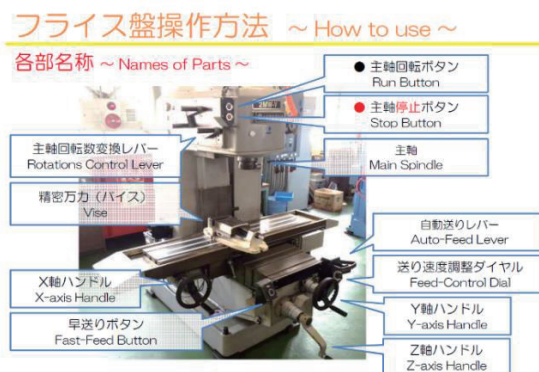 フライス盤操作方法 ～ How to use ～
各部名称 ～ Names of Parts ～
● 主軸回転ボタン
Run Button
● 主軸停止ボタン
Stop Button
主軸回転数変換レバー
Rotations Control Lever
主軸
Main Spindle
精密万力（バイス）
Vise
自動送りレバー
Auto-Feed Lever
X軸ハンドル
X-axis Handle
送り速度調整ダイヤル
Feed-Control Dial
早送りボタン
Fast-Feed Button
Y軸ハンドル
Y-axis Handle
Z軸ハンドル
Z-axis Handle